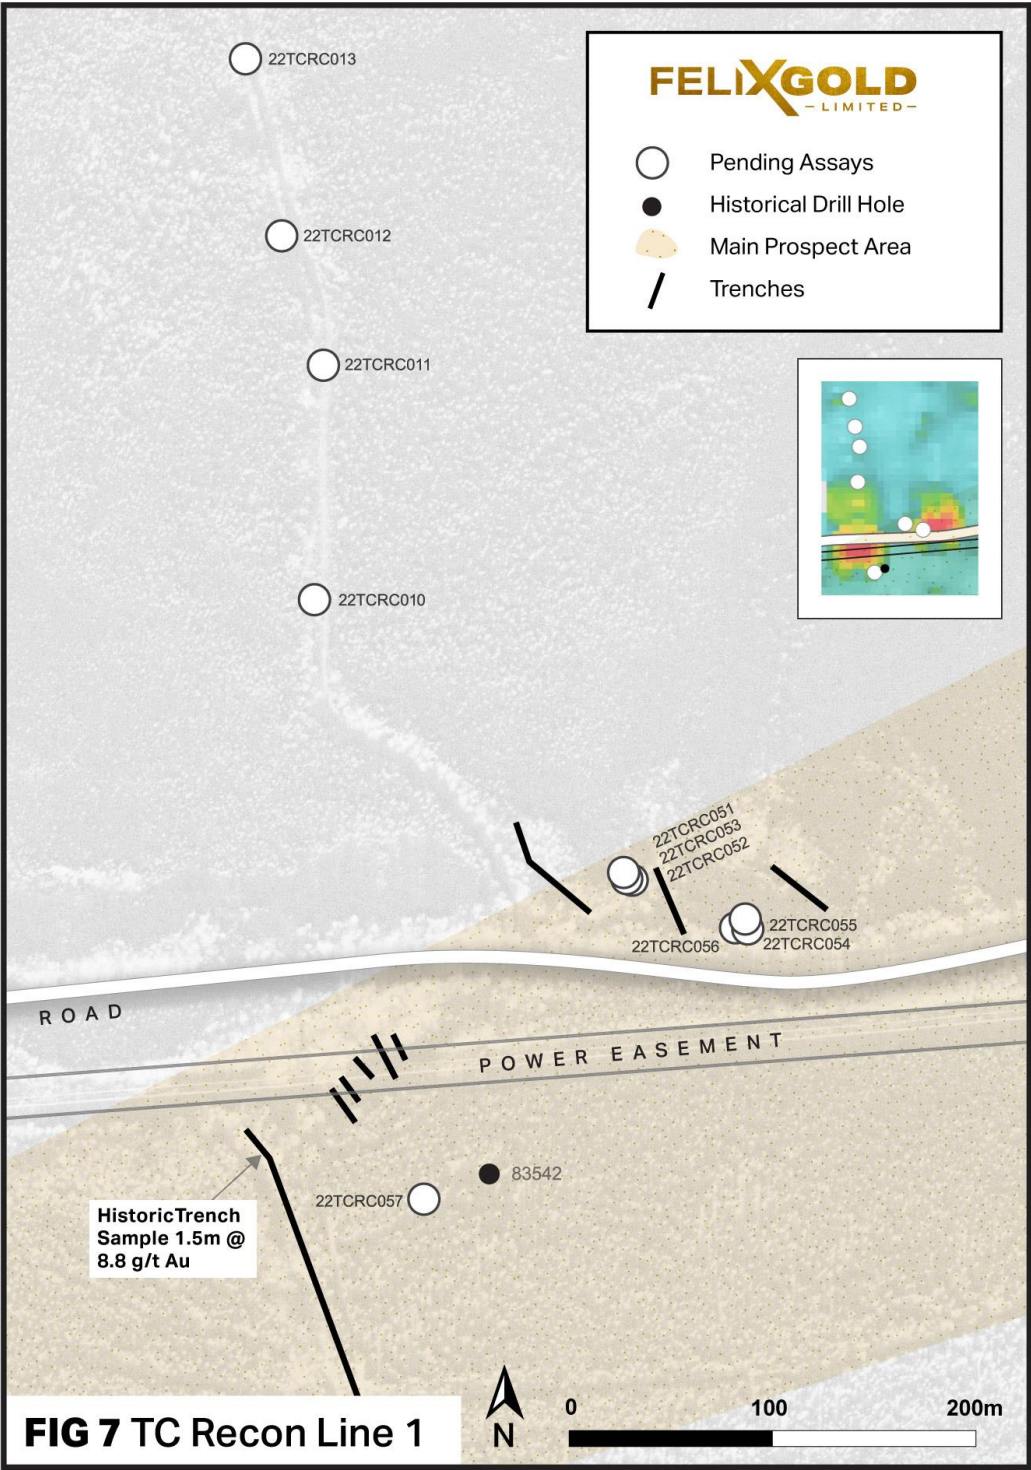 22TCRC013
FELIXGOLD
LIMITED
Pending Assays
Historical Drill Hole
Main Prospect Area
Trenches
22TCRC012
22TCRC011
22TCRC010
22TCRC051
22TCRC053
22TCRC052
22TCRC055
22TCRC056
22TCRC054
ROAD
POWER EASEMENT
83542
22TCRC057
HistoricTrench
Sample 1.5m @
8.8 g/t Au
0 100 200m
N
FIG 7 TC Recon Line 1